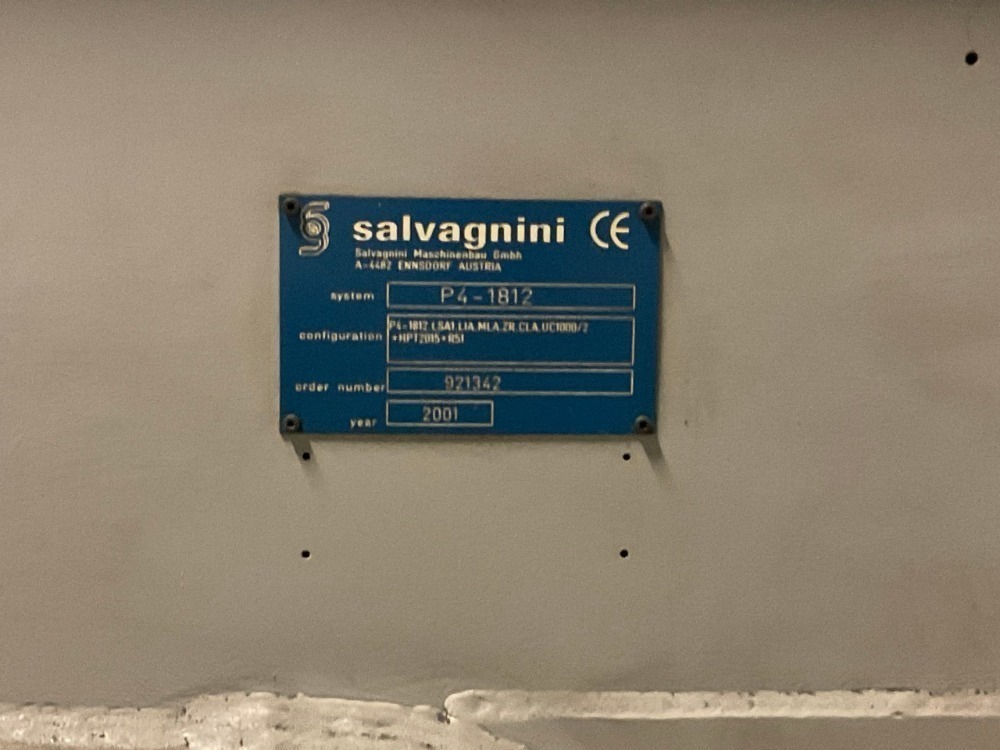 salvagnini CE
Salvagnini Maschinenbau Gmbh
A-4482 ENNSDORF AUSTRIA
system P4-1812
configuration P4-1812.LSA1.LIA.MLA.ZR.CLA.UC1000/2
+HPT2015+RS1
order number 921342
year 2001